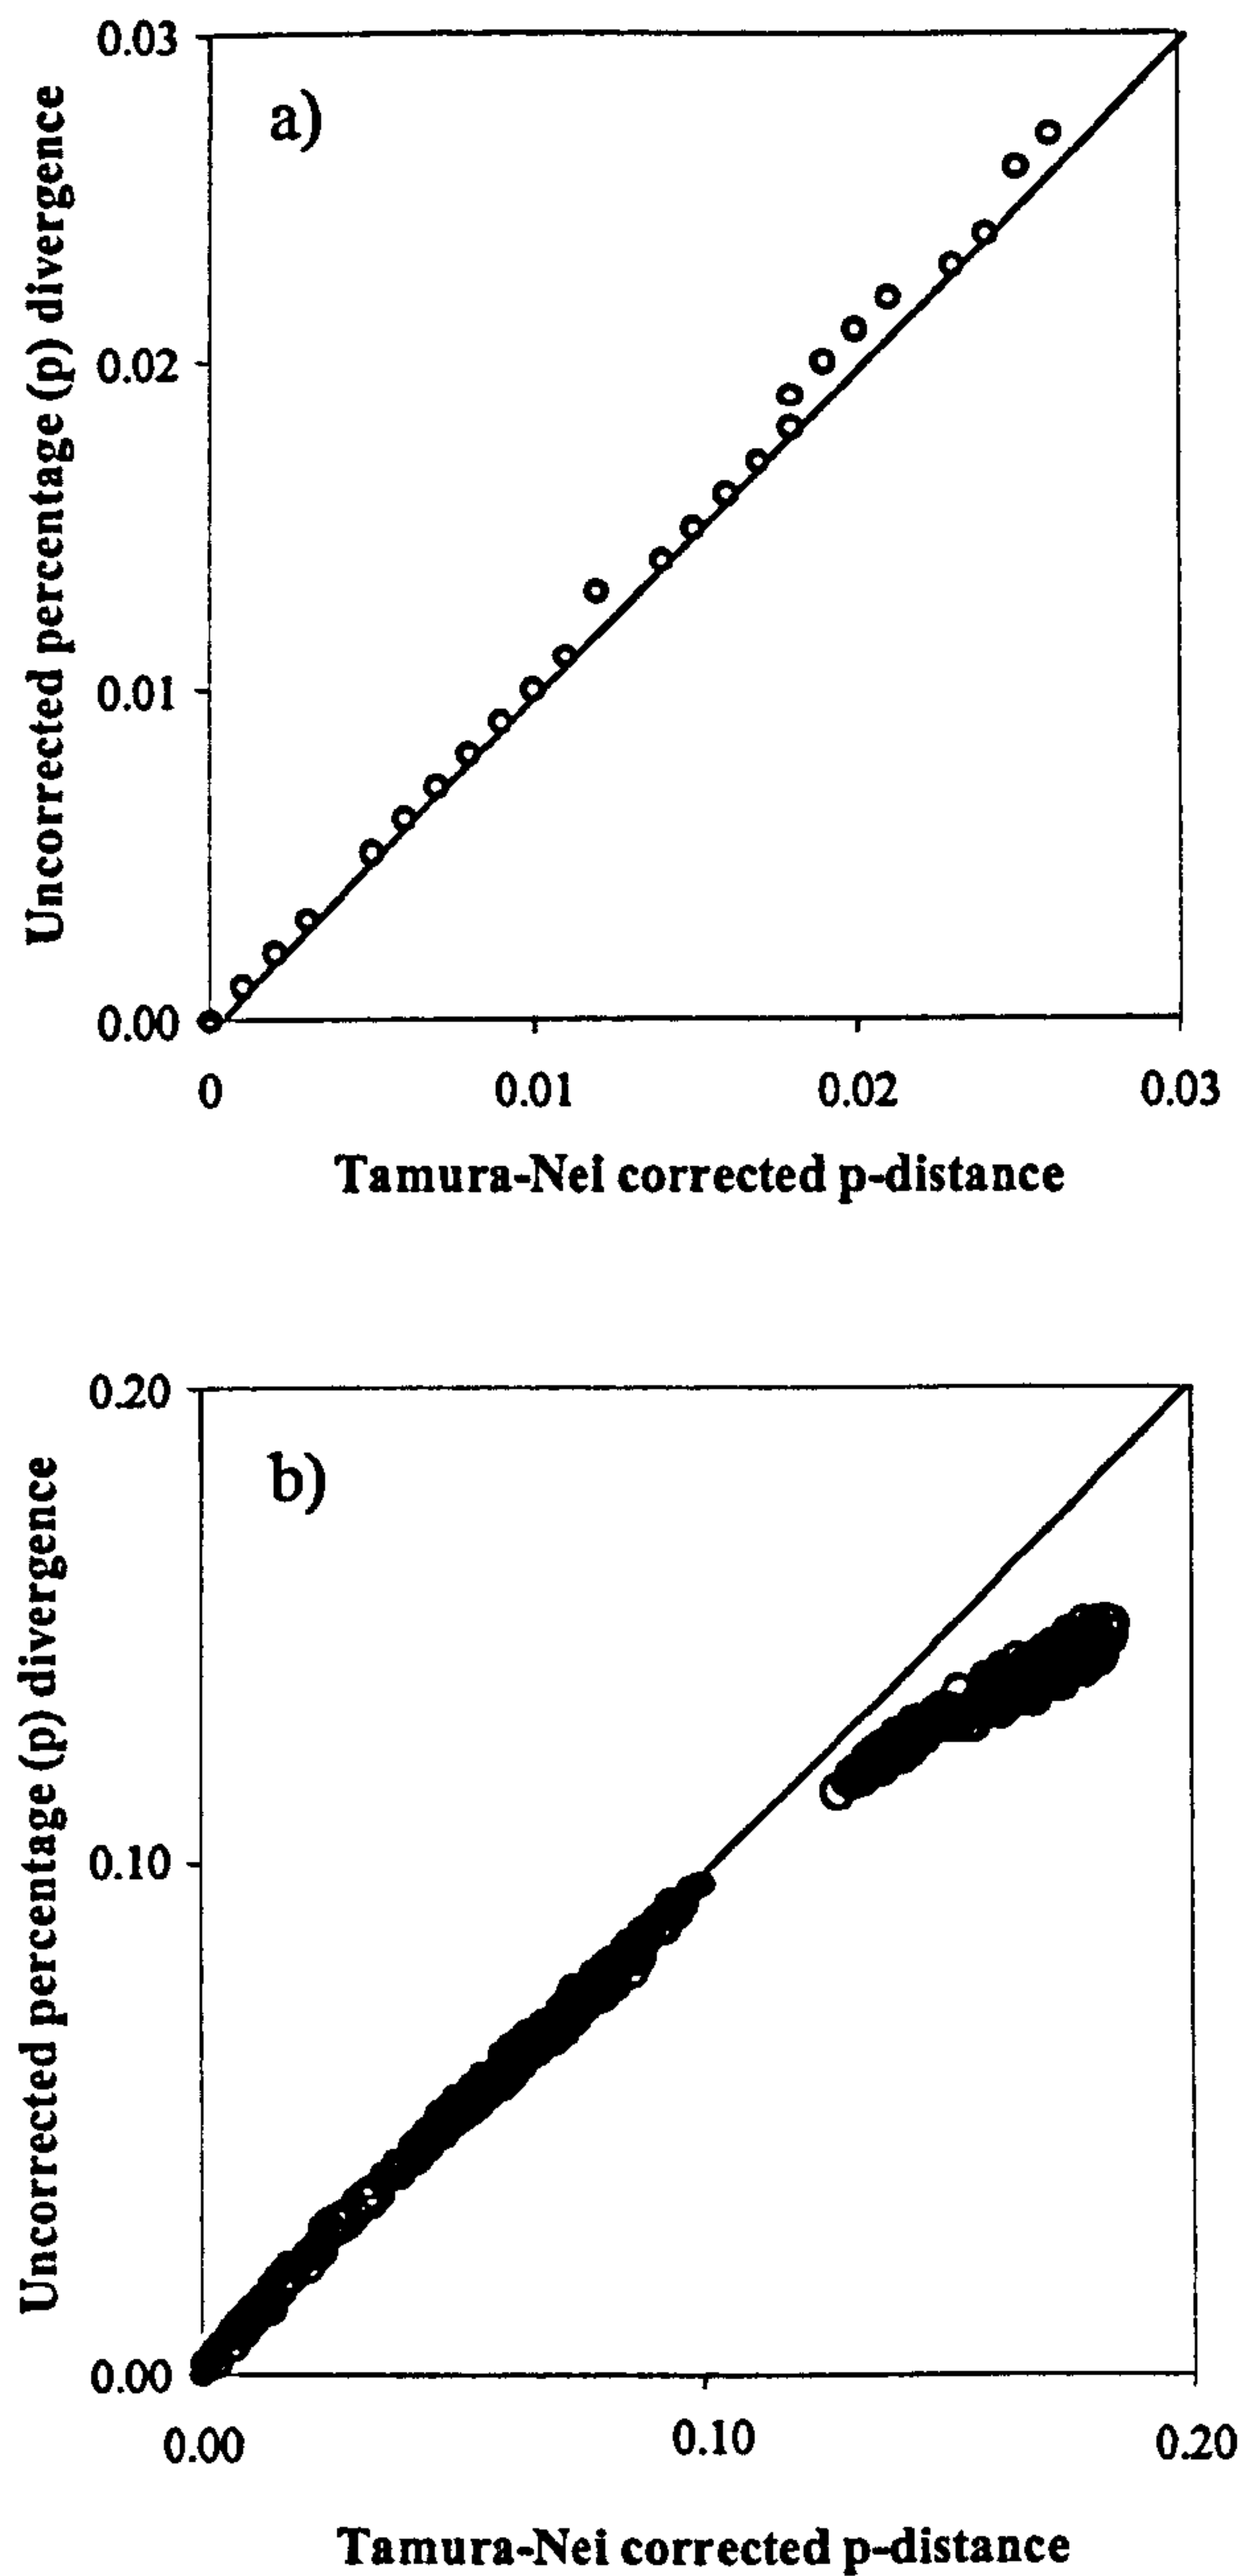 0.03
a)
Uncorrected percentage (p) divergence
0.02
0.01
0.00
0
0.01
0.02
0.03
Tamura-Nei corrected p-distance
0.20
b)
Uncorrected percentage (p) divergence
0.10
0.00
0.00
0.10
0.20
Tamura-Nei corrected p-distance